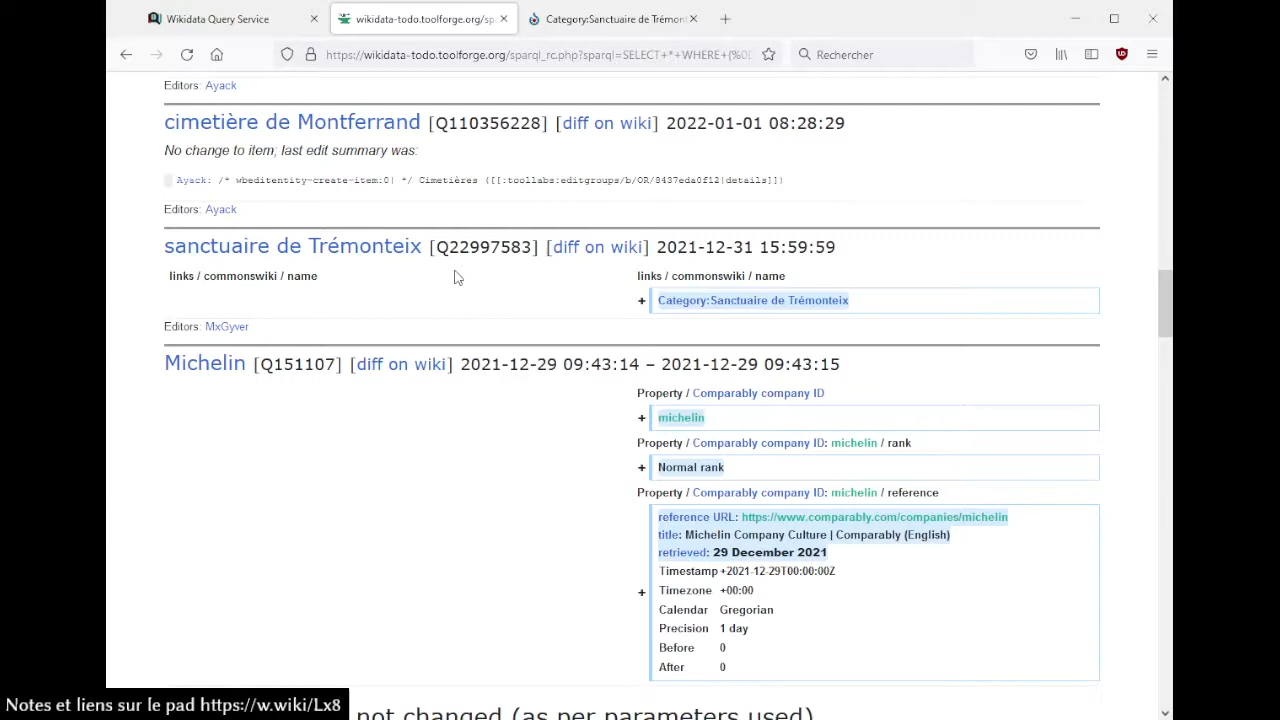 Wikidata Query Service
wikidata-todo.toolforge.org/sp
Category:Sanctuaire de Trémont
https://wikidata-todo.toolforge.org/sparql_rc.php?sparql=SELECT+*+WHERE+{%0D
Rechercher
Editors: Ayack
cimetière de Montferrand [Q110356228] [diff on wiki] 2022-01-01 08:28:29
No change to item; last edit summary was:
Ayack: /* wbeditentity-create-item:0| */ Cimetières ([[:toollabs:editgroups/b/OR/8437eda0f12|details]])
Editors: Ayack
sanctuaire de Trémonteix [Q22997583] [diff on wiki] 2021-12-31 15:59:59
links / commonswiki / name
links / commonswiki / name
+ Category:Sanctuaire de Trémonteix
Editors: MxGyver
Michelin [Q151107] [diff on wiki] 2021-12-29 09:43:14 – 2021-12-29 09:43:15
Property / Comparably company ID
+ michelin
Property / Comparably company ID: michelin / rank
+ Normal rank
Property / Comparably company ID: michelin / reference
reference URL: https://www.comparably.com/companies/michelin
title: Michelin Company Culture | Comparably (English)
retrieved: 29 December 2021
Timestamp +2021-12-29T00:00:00Z
+ Timezone +00:00
Calendar Gregorian
Precision 1 day
Before 0
After 0
Notes et liens sur le pad https://w.wiki/Lx8
not changed (as per parameters used)